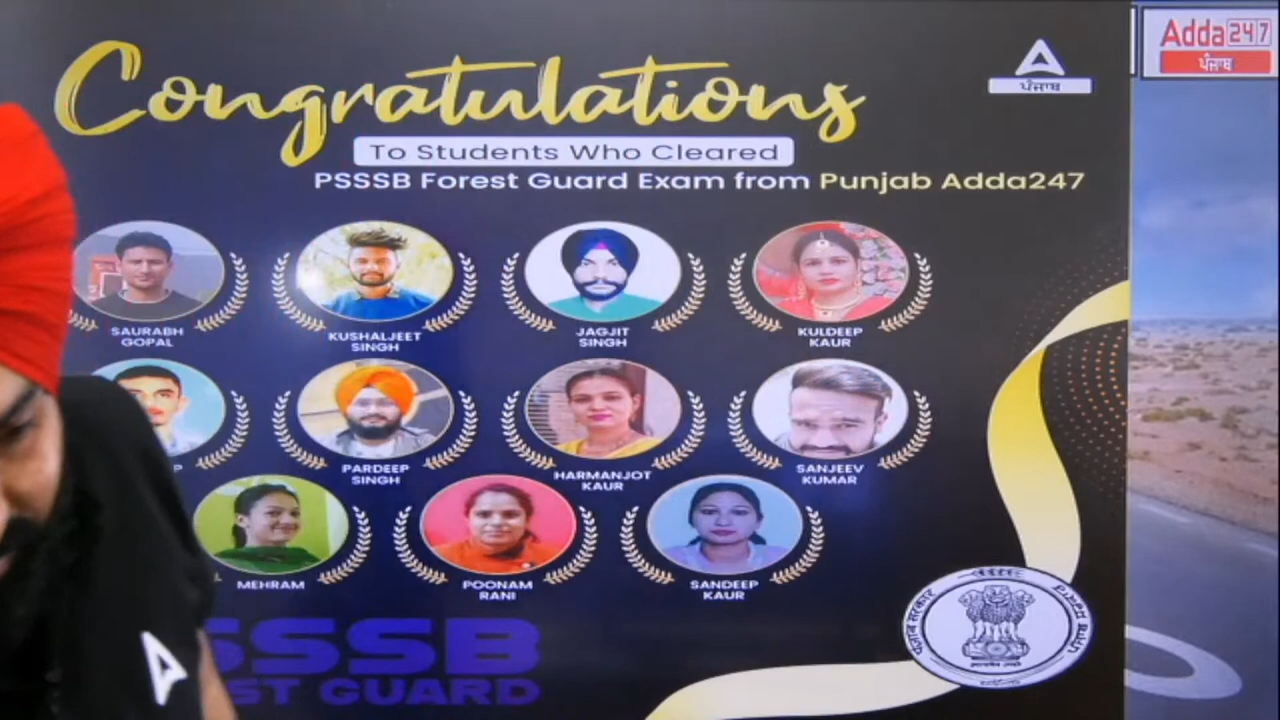 Congratulations
Adda247
ਪੰਜਾਬ
ਪੰਜਾਬ
To Students Who Cleared
PSSSB Forest Guard Exam from Punjab Adda247
SAURABH
GOPAL
KUSHALJEET
SINGH
JAGJIT
SINGH
KULDEEP
KAUR
PARDEEP
SINGH
HARMANJOT
KAUR
SANJEEV
KUMAR
MEHRAM
POONAM
RANI
SANDEEP
KAUR
SSSB
ST GUARD